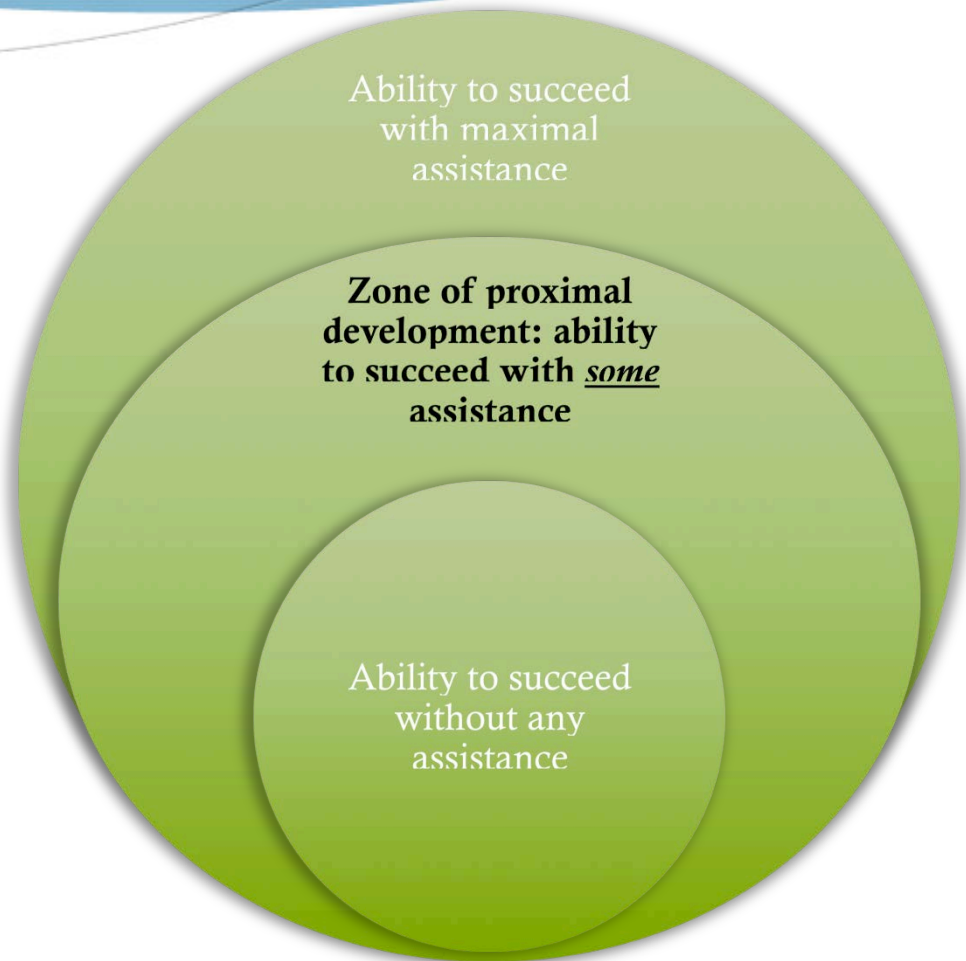 Ability to succeed
with maximal
assistance
Zone of proximal
development: ability
to succeed with some
assistance
Ability to succeed
without any
assistance